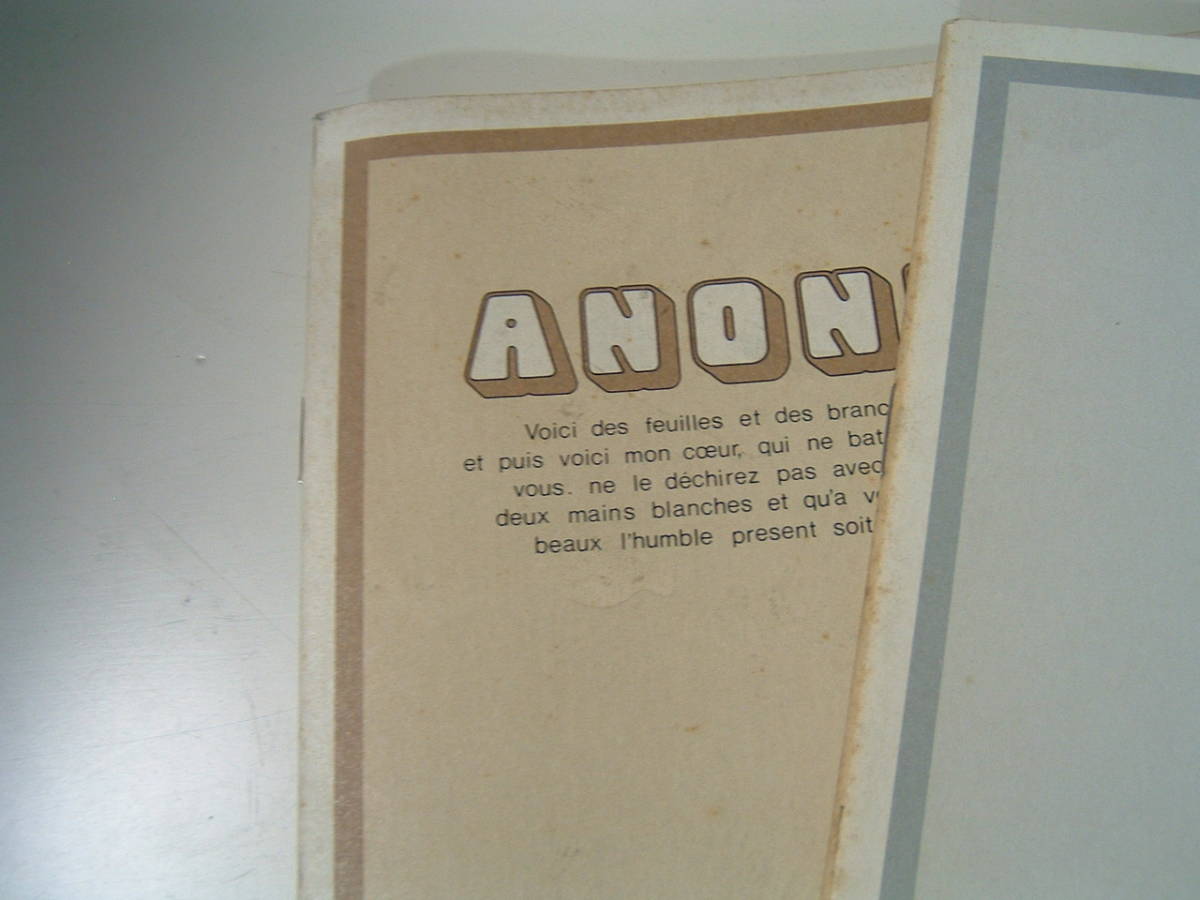 ANON
Voici des feuilles et des branc
et puis voici mon cœur, qui ne bat
vous. ne le déchirez pas avec
deux mains blanches et qu'a v
beaux l'humble present soit